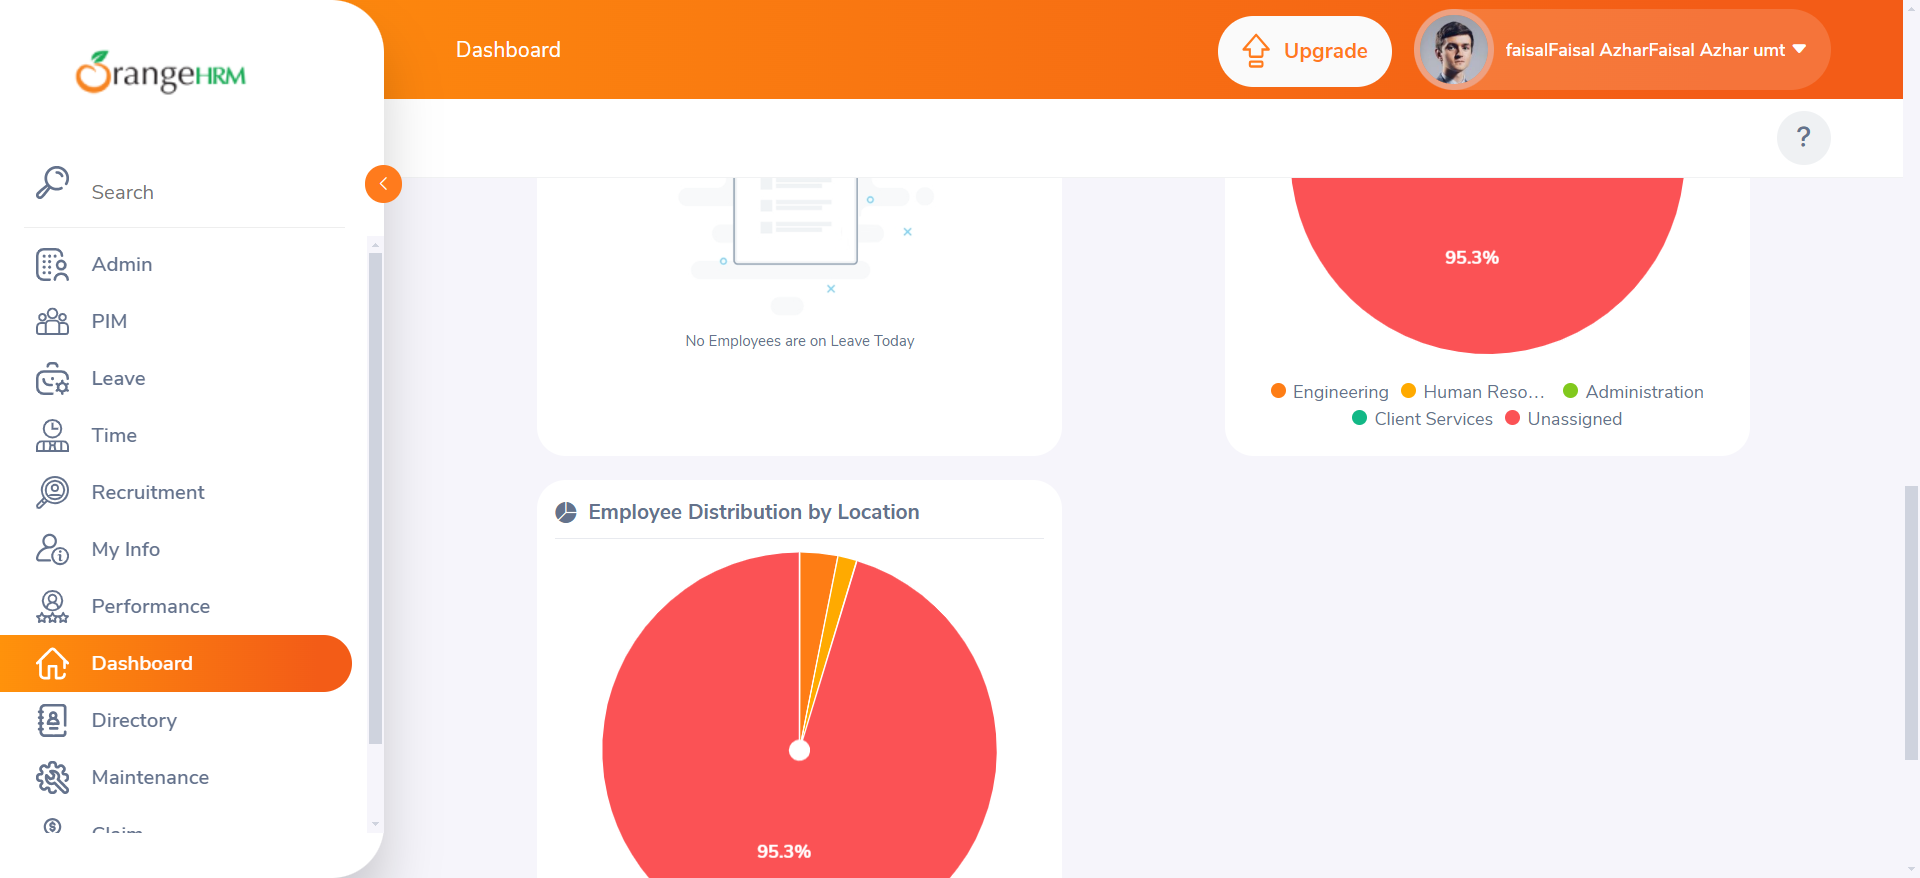 OrangeHRM
Search
Admin
PIM
Leave
Time
Recruitment
My Info
Performance
Dashboard
Directory
Maintenance
Claim
Dashboard
Upgrade
faisalFaisal AzharFaisal Azhar umt
?
No Employees are on Leave Today
95.3%
Engineering Human Reso... Administration
Client Services Unassigned
Employee Distribution by Location
95.3%